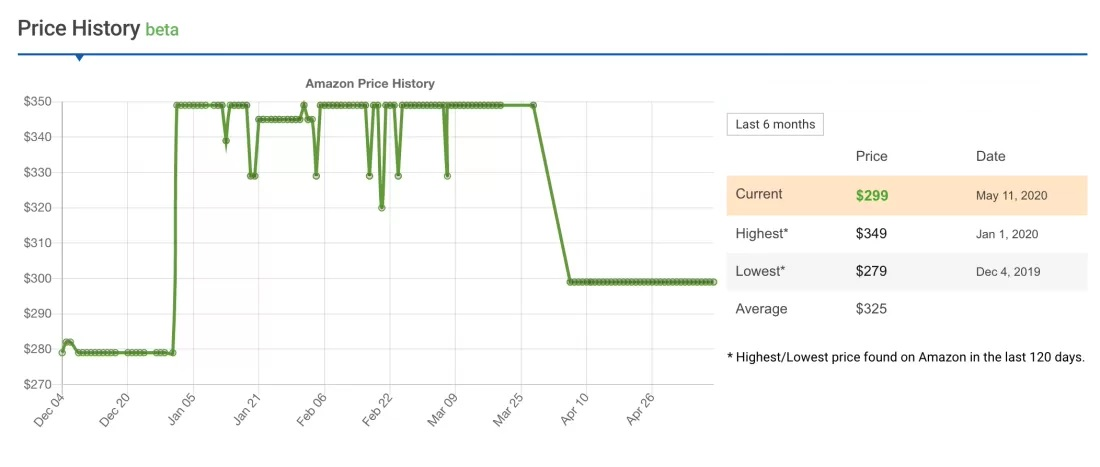 Price History beta
Amazon Price History
$350
$340
$330
$320
$310
$300
$290
$280
$270
Dec 04
Dec 20
Jan 05
Jan 21
Feb 06
Feb 22
Mar 09
Mar 25
Apr 10
Apr 26
Last 6 months
Price Date
Current $299 May 11, 2020
Highest* $349 Jan 1, 2020
Lowest* $279 Dec 4, 2019
Average $325
* Highest/Lowest price found on Amazon in the last 120 days.